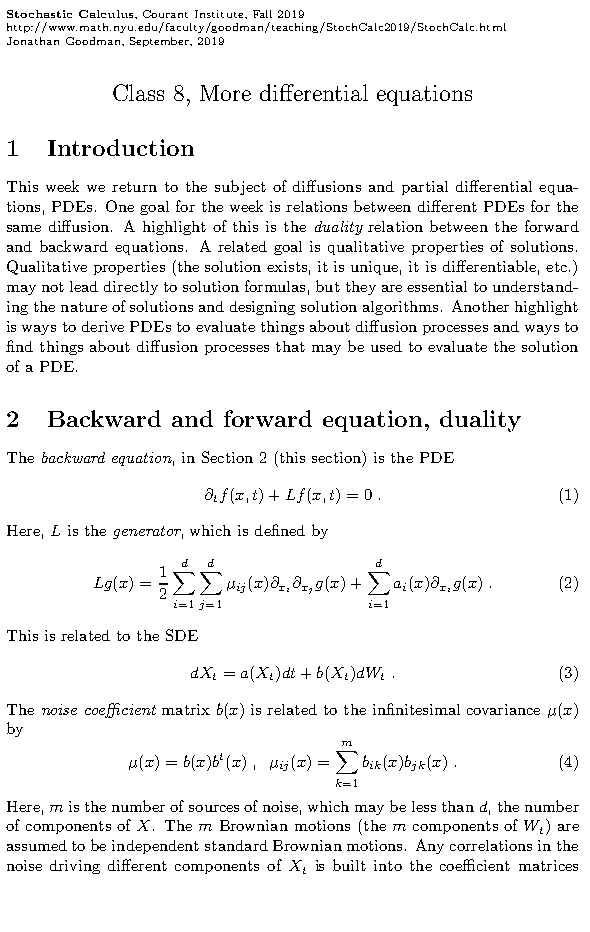 Stochastic Calculus, Courant Institute, Fall 2019
http://www.math.nyu.edu/faculty/goodman/teaching/StochCalc2019/StochCalc.html
Jonathan Goodman, September, 2019
Class 8, More differential equations
1 Introduction
This week we return to the subject of diffusions and partial differential equa-
tions, PDEs. One goal for the week is relations between different PDEs for the
same diffusion. A highlight of this is the duality relation between the forward
and backward equations. A related goal is qualitative properties of solutions.
Qualitative properties (the solution exists, it is unique, it is differentiable, etc.)
may not lead directly to solution formulas, but they are essential to understand-
ing the nature of solutions and designing solution algorithms. Another highlight
is ways to derive PDEs to evaluate things about diffusion processes and ways to
find things about diffusion processes that may be used to evaluate the solution
of a PDE.
2 Backward and forward equation, duality
The backward equation, in Section 2 (this section) is the PDE
∂_t f(x,t) + Lf(x,t) = 0 . (1)
Here, L is the generator, which is defined by
Lg(x) = \frac{1}{2} \sum_{i=1}^{d} \sum_{j=1}^{d} μ_{ij}(x)∂_{x_i}∂_{x_j}g(x) + \sum_{i=1}^{d} a_i(x)∂_{x_i}g(x) . (2)
This is related to the SDE
dX_t = a(X_t)dt + b(X_t)dW_t . (3)
The noise coefficient matrix b(x) is related to the infinitesimal covariance μ(x)
by
μ(x) = b(x)b^t(x) , μ_{ij}(x) = \sum_{k=1}^{m} b_{ik}(x)b_{jk}(x) . (4)
Here, m is the number of sources of noise, which may be less than d, the number
of components of X. The m Brownian motions (the m components of W_t) are
assumed to be independent standard Brownian motions. Any correlations in the
noise driving different components of X_t is built into the coefficient matrices